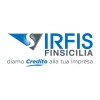 IRFIS
FINSICILIA
diamo Credito alla tua impresa